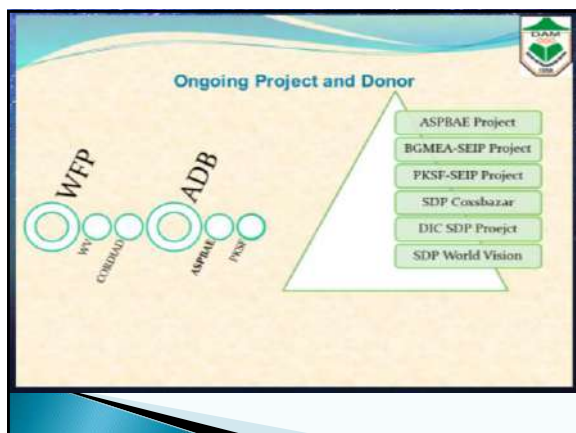 DAM
1958
Ongoing Project and Donor
WFP
WV
CORDIAD
ADB
ASPBAE
PKSF
ASPBAE Project
BGMEA-SEIP Project
PKSF-SEIP Project
SDP Coxsbazar
DIC SDP Proejct
SDP World Vision